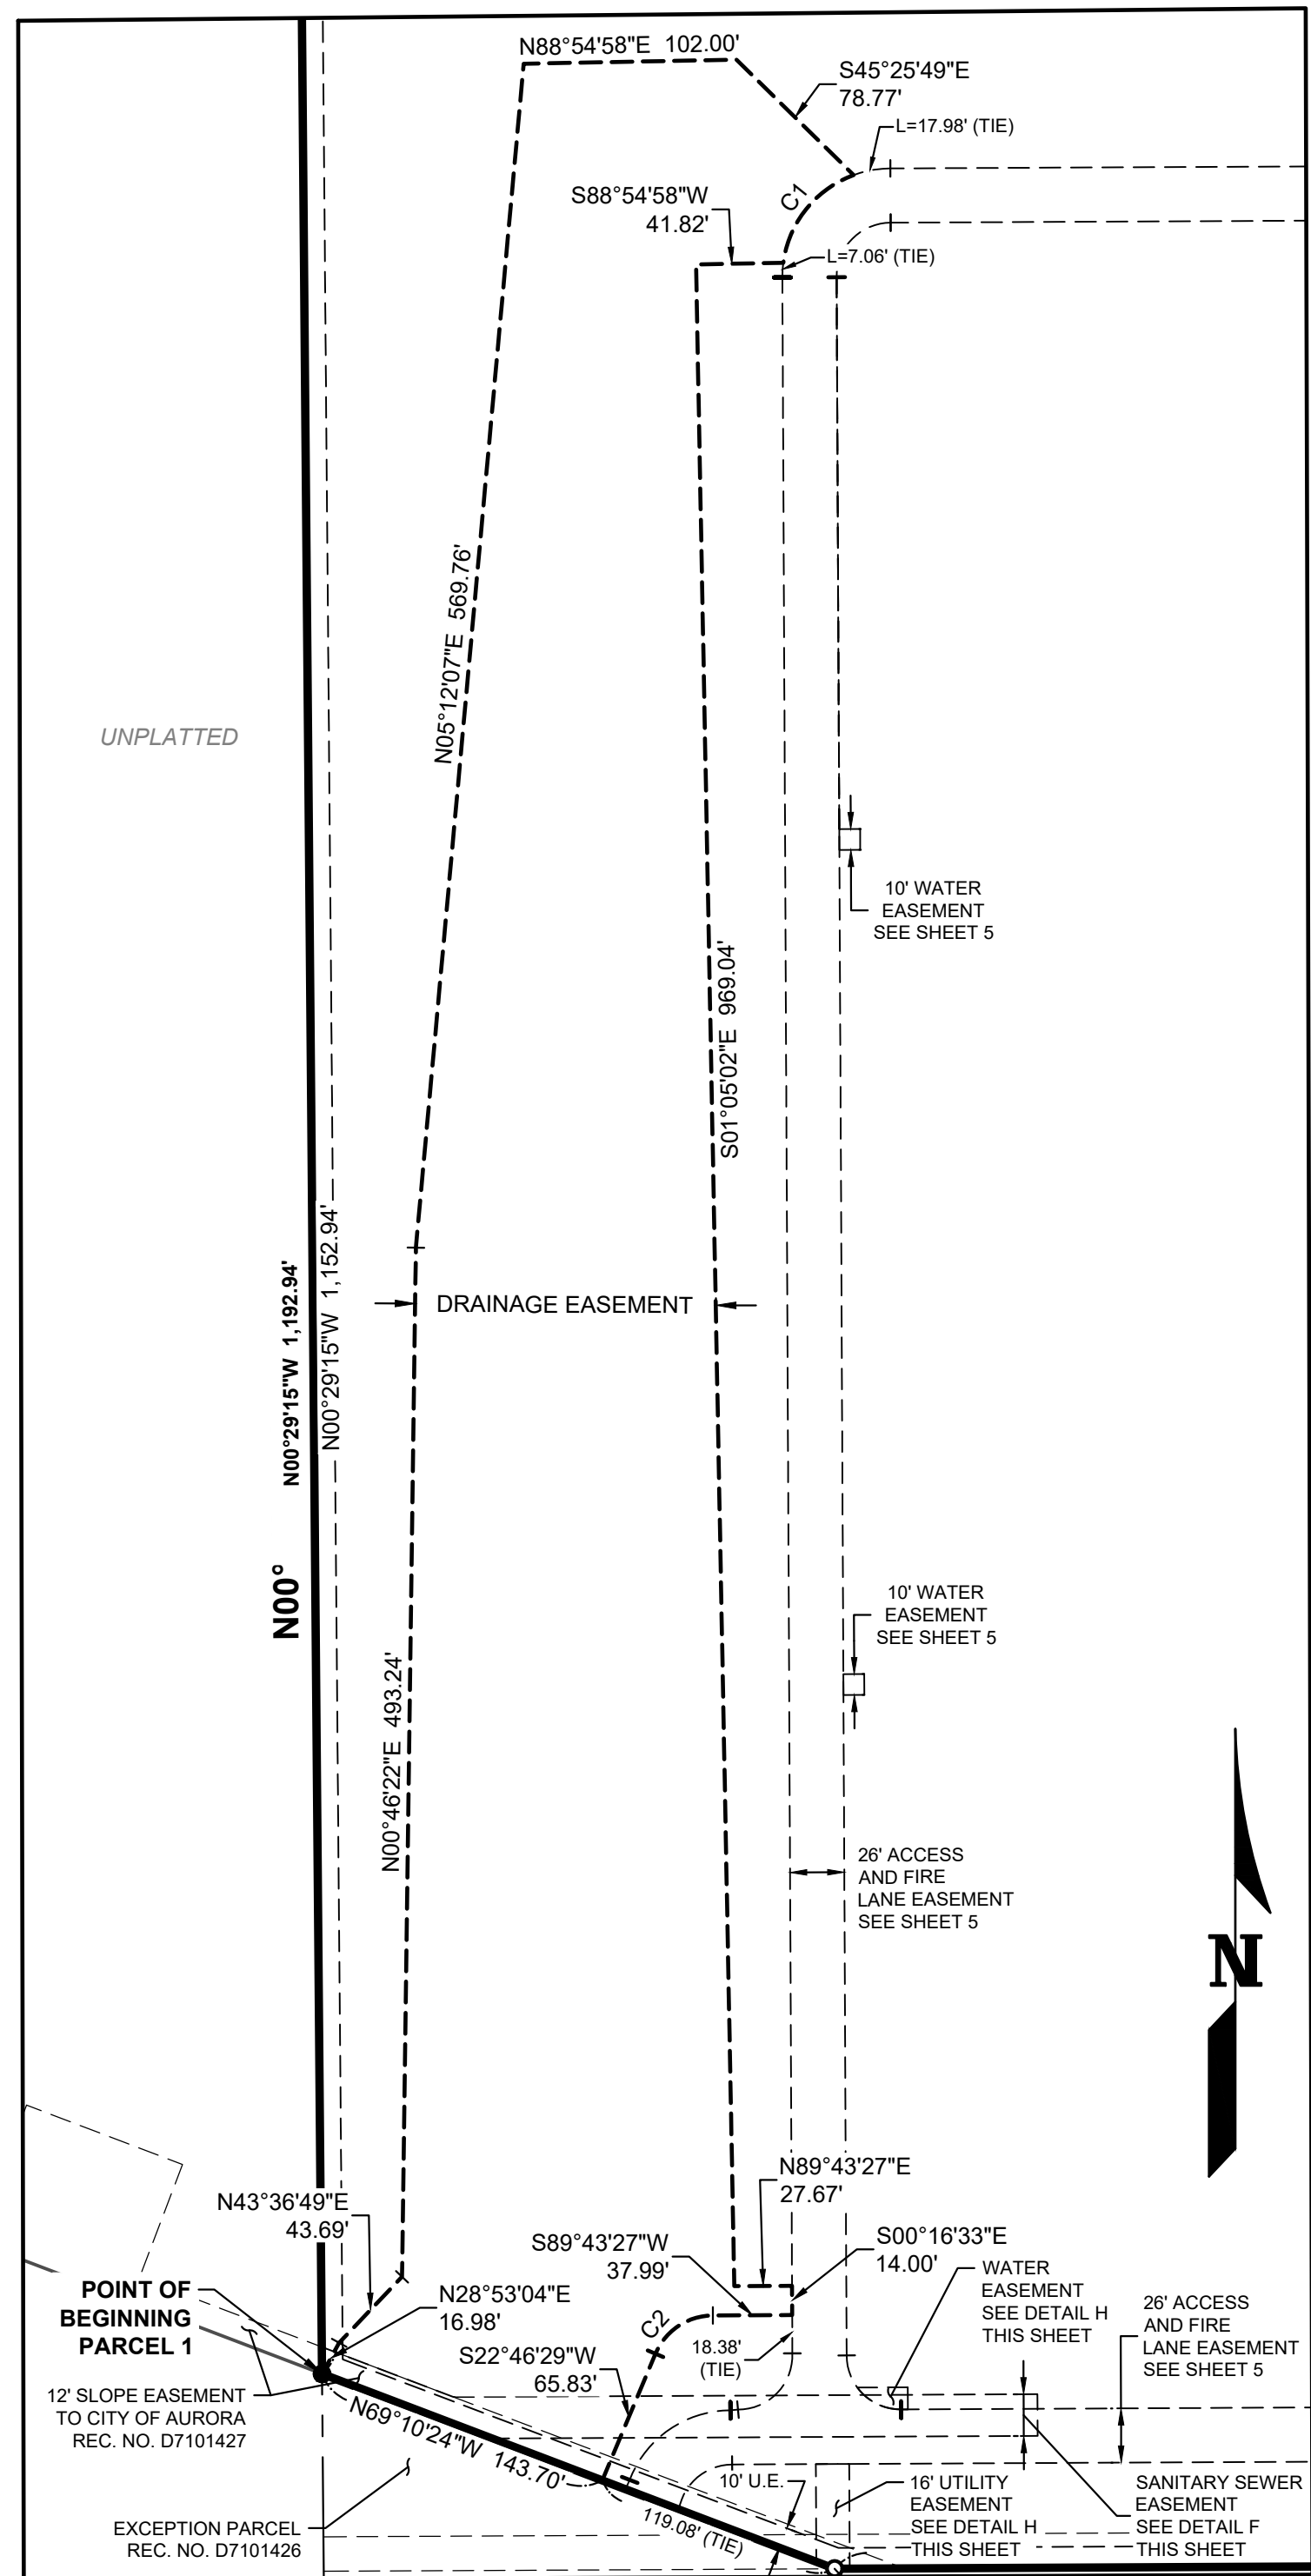 N88°54'58"E 102.00'
S45°25'49"E
78.77'
L=17.98' (TIE)
C1
S88°54'58"W
41.82'
L=7.06' (TIE)
N05°12'07"E 569.76'
UNPLATTED
10' WATER
EASEMENT
SEE SHEET 5
S01°05'02"E 969.04'
N00°29'15"W 1,192.94'
N00°29'15"W 1,152.94'
DRAINAGE EASEMENT
N00°
10' WATER
EASEMENT
SEE SHEET 5
N00°46'22"E 493.24'
26' ACCESS
AND FIRE
LANE EASEMENT
SEE SHEET 5
N
N89°43'27"E
27.67'
N43°36'49"E
43.69'
S89°43'27"W
37.99'
S00°16'33"E
14.00'
POINT OF
BEGINNING
PARCEL 1
N28°53'04"E
16.98'
C2
WATER
EASEMENT
SEE DETAIL H
THIS SHEET
26' ACCESS
AND FIRE
LANE EASEMENT
SEE SHEET 5
18.38'
(TIE)
S22°46'29"W
65.83'
12' SLOPE EASEMENT
TO CITY OF AURORA
REC. NO. D7101427
N69°10'24"W 143.70'
10' U.E.
119.08' (TIE)
16' UTILITY
EASEMENT
SEE DETAIL H
THIS SHEET
SANITARY SEWER
EASEMENT
SEE DETAIL F
THIS SHEET
EXCEPTION PARCEL
REC. NO. D7101426